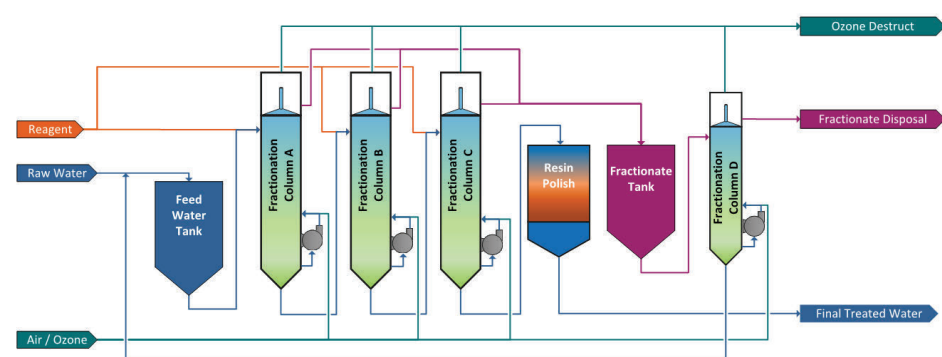 Ozone Destruct
Reagent
Fractionate Disposal
Raw Water
Feed
Water
Tank
Fractionation
Column A
Fractionation
Column B
Fractionation
Column C
Resin
Polish
Fractionate
Tank
Fractionation
Column D
Final Treated Water
Air / Ozone